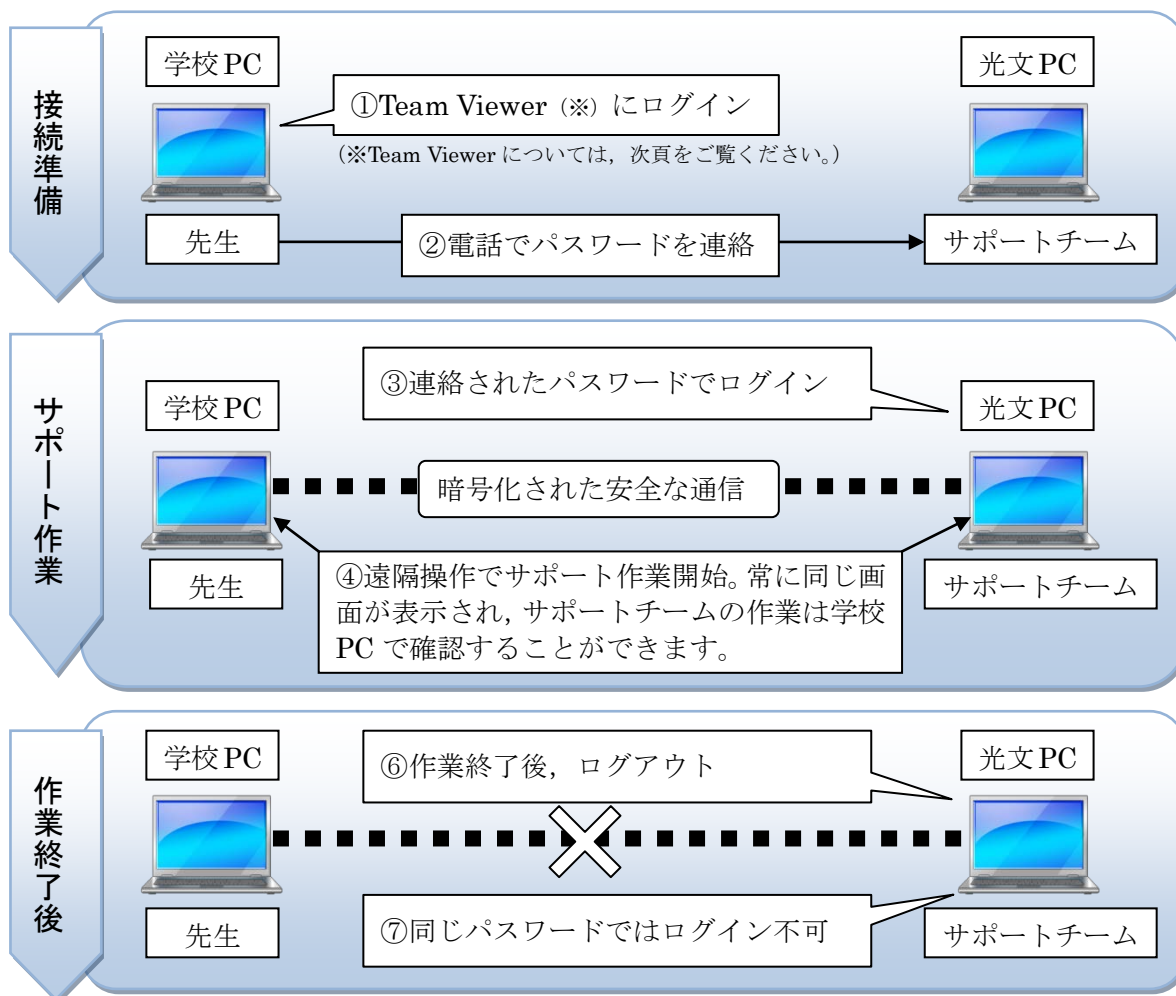 接続準備
学校PC
光文PC
①Team Viewer（※）にログイン
（※Team Viewerについては，次頁をご覧ください。）
先生
②電話でパスワードを連絡
サポートチーム
サポート作業
③連絡されたパスワードでログイン
学校PC
光文PC
暗号化された安全な通信
先生
④遠隔操作でサポート作業開始。常に同じ画
面が表示され，サポートチームの作業は学校
PCで確認することができます。
サポートチーム
作業終了後
学校PC
⑥作業終了後，ログアウト
光文PC
先生
⑦同じパスワードではログイン不可
サポートチーム